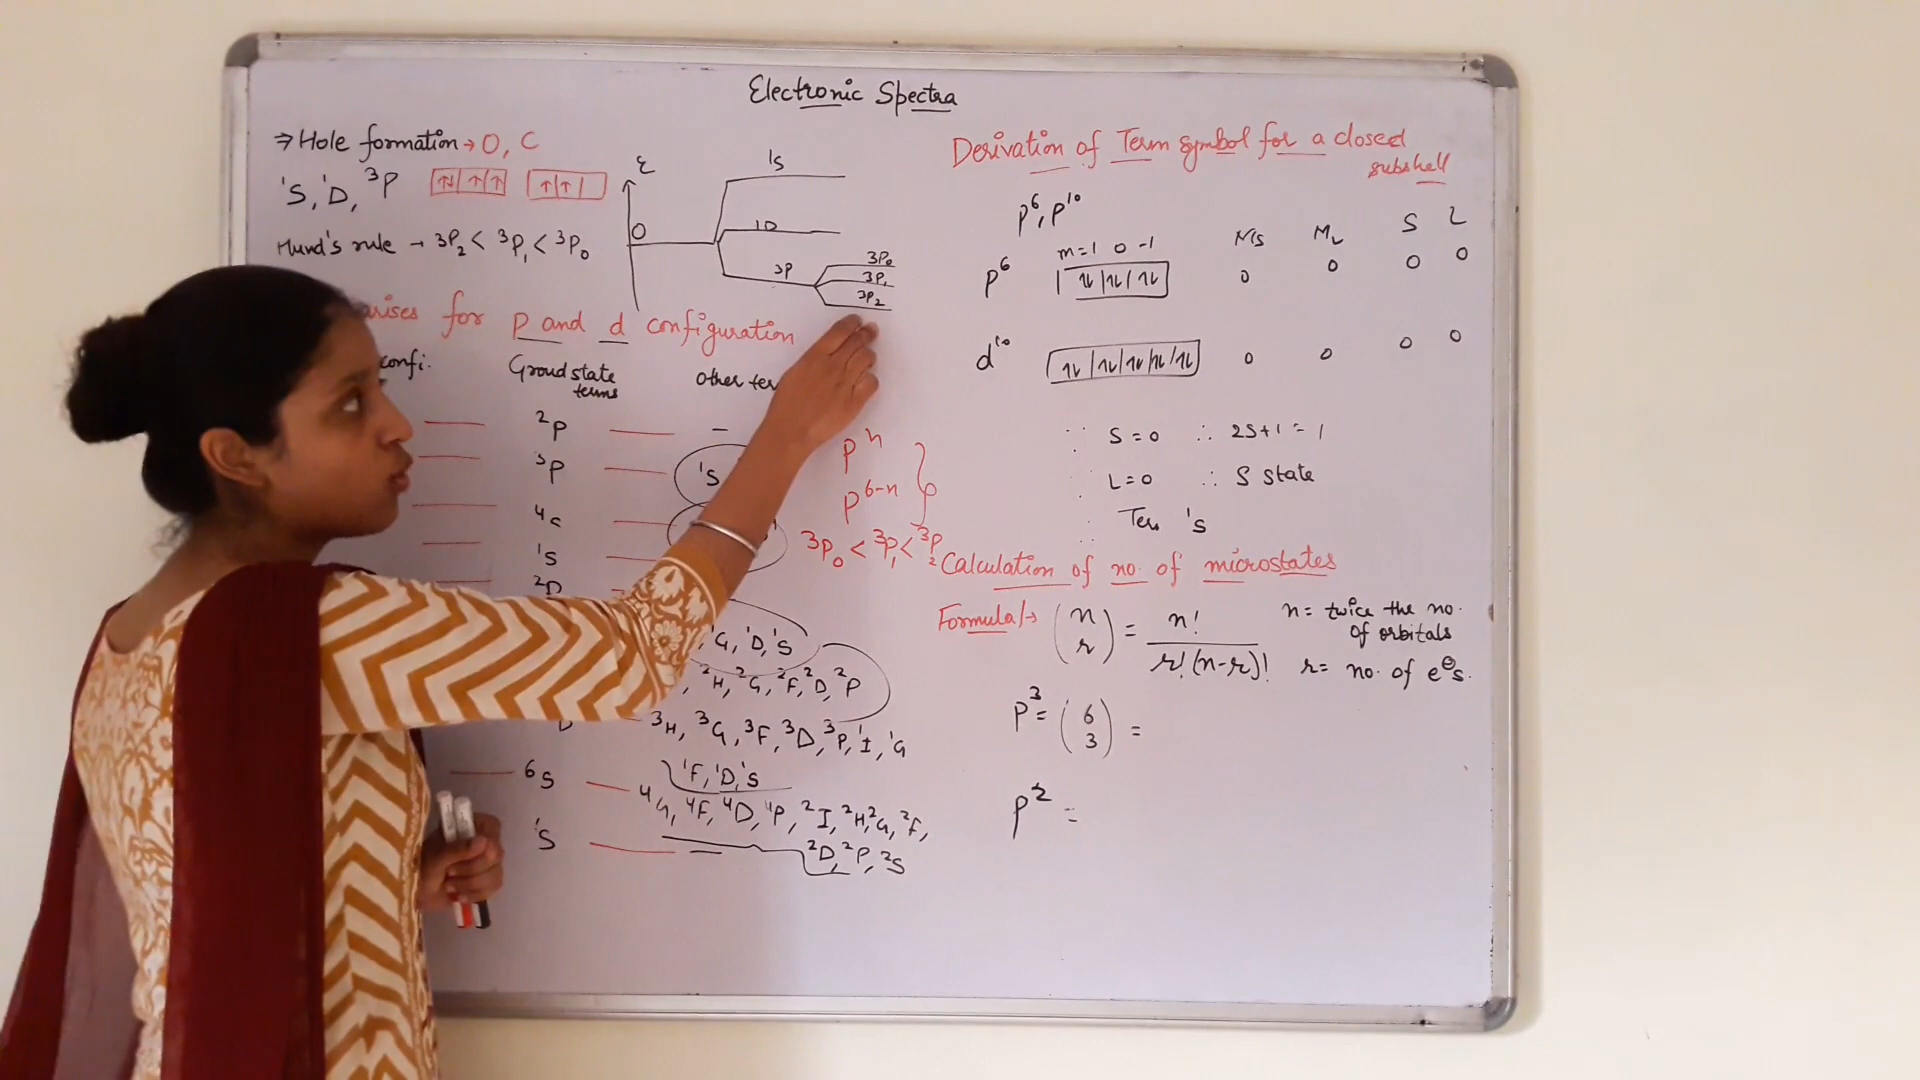 Electronic Spectra
⇒ Hole formation → O, C
¹S, ¹D, ³P
Hund's rule → ³P₂ < ³P₁ < ³P₀
ε
O
¹S
¹D
³P
³P₀
³P₁
³P₂
arises for p and d configuration
confi.
Groud state terms
Other ter
²P —
³P ¹S
⁴S
¹S
²D
¹G, ¹D, ¹S
, ²H, ²G, ²F, ²D, ²P
D ³H, ³G, ³F, ³D, ³P, ¹I, ¹G
¹F, ¹D, ¹S
⁶S ⁴G, ⁴F, ⁴D, ⁴P, ²I, ²H, ²G, ²F,
²D, ²P, ²S
¹S —
pⁿ
p⁶⁻ⁿ
³P₀ < ³P₁ < ³P₂
Derivation of Term symbol for a closed
subshell
p⁶, p¹⁰
m=1 0 -1 Ms M_L S L
p⁶ 0 0 0 0
d¹⁰ 0 0 0 0
∵ S = 0 ∴ 2S+1 = 1
L = 0 ∴ S state
∴ Term ¹S
Calculation of no. of microstates
Formula/→ (n r) = n! / r!(n-r)!
n = twice the no. of orbitals
r = no. of e⊖s.
p³ = (6 3) =
p² =